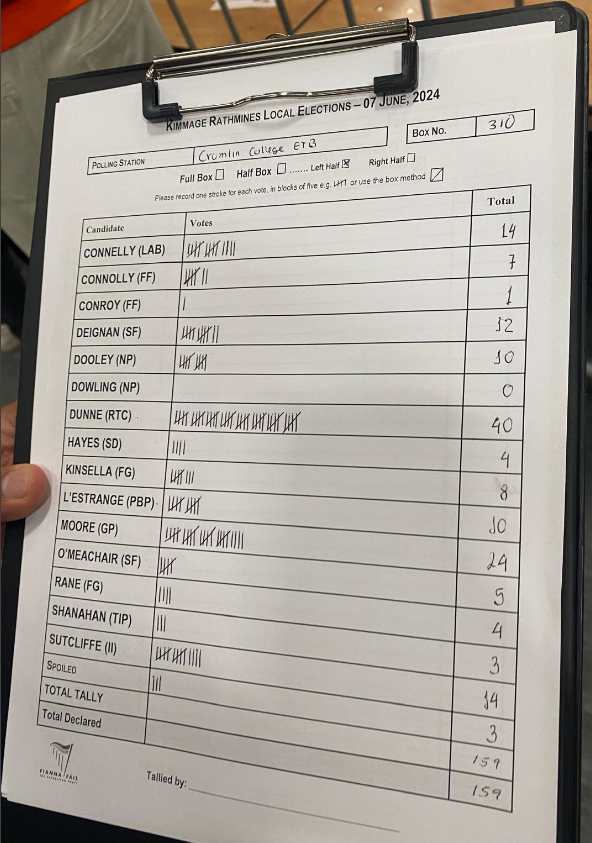 KIMMAGE RATHMINES LOCAL ELECTIONS – 07 JUNE, 2024
POLLING STATION Crumlin College ETB Box No. 310
Full Box Half Box ....... Left Half Right Half
Please record one stroke for each vote, in blocks of five e.g. or use the box method
Candidate Votes Total
CONNELLY (LAB) 14
CONNOLLY (FF) 7
CONROY (FF) 1
DEIGNAN (SF) 12
DOOLEY (NP) 10
DOWLING (NP) 0
DUNNE (RTC) 40
HAYES (SD) 4
KINSELLA (FG) 8
L'ESTRANGE (PBP) 10
MOORE (GP) 24
O'MEACHAIR (SF) 5
RANE (FG) 4
SHANAHAN (TIP) 3
SUTCLIFFE (II) 14
SPOILED 3
TOTAL TALLY 159
Total Declared 159
FIANNA FÁIL
Tallied by: